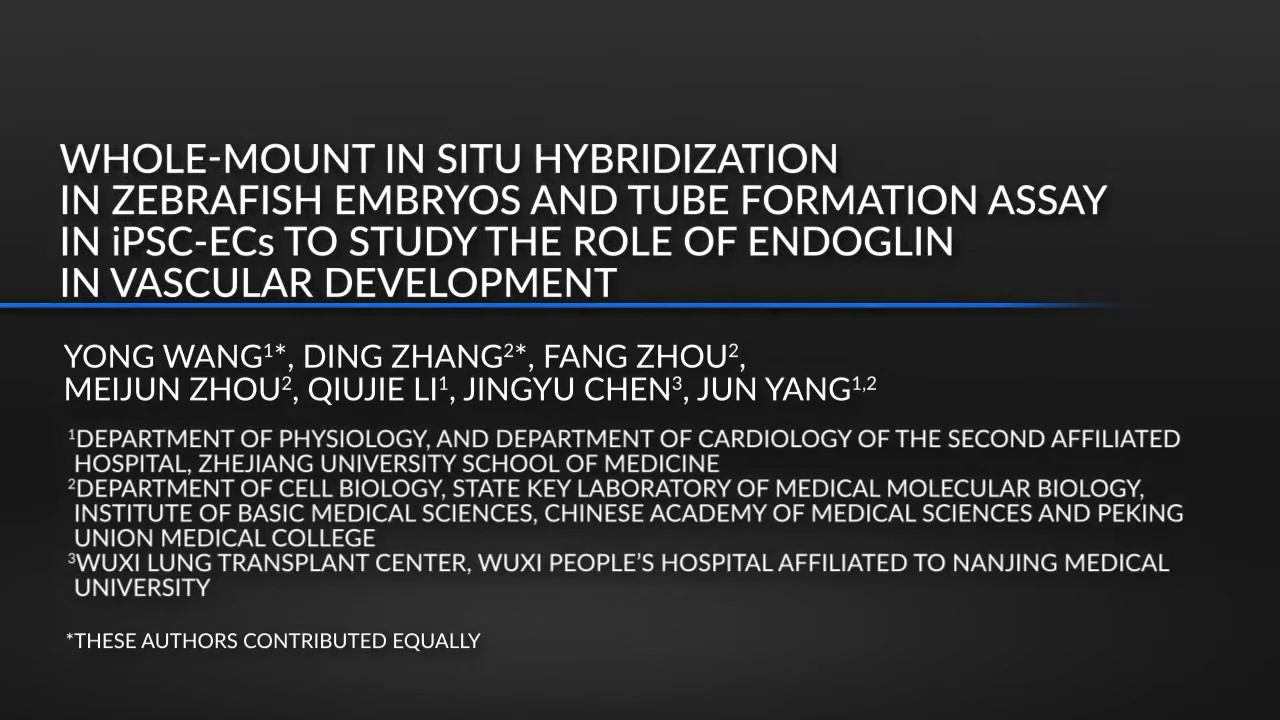 WHOLE-MOUNT IN SITU HYBRIDIZATION
IN ZEBRAFISH EMBRYOS AND TUBE FORMATION ASSAY
IN iPSC-ECs TO STUDY THE ROLE OF ENDOGLIN
IN VASCULAR DEVELOPMENT
YONG WANG¹*, DING ZHANG²*, FANG ZHOU²,
MEIJUN ZHOU², QIUJIE LI¹, JINGYU CHEN³, JUN YANG¹,²
¹DEPARTMENT OF PHYSIOLOGY, AND DEPARTMENT OF CARDIOLOGY OF THE SECOND AFFILIATED
HOSPITAL, ZHEJIANG UNIVERSITY SCHOOL OF MEDICINE
²DEPARTMENT OF CELL BIOLOGY, STATE KEY LABORATORY OF MEDICAL MOLECULAR BIOLOGY,
INSTITUTE OF BASIC MEDICAL SCIENCES, CHINESE ACADEMY OF MEDICAL SCIENCES AND PEKING
UNION MEDICAL COLLEGE
³WUXI LUNG TRANSPLANT CENTER, WUXI PEOPLE’S HOSPITAL AFFILIATED TO NANJING MEDICAL
UNIVERSITY
*THESE AUTHORS CONTRIBUTED EQUALLY